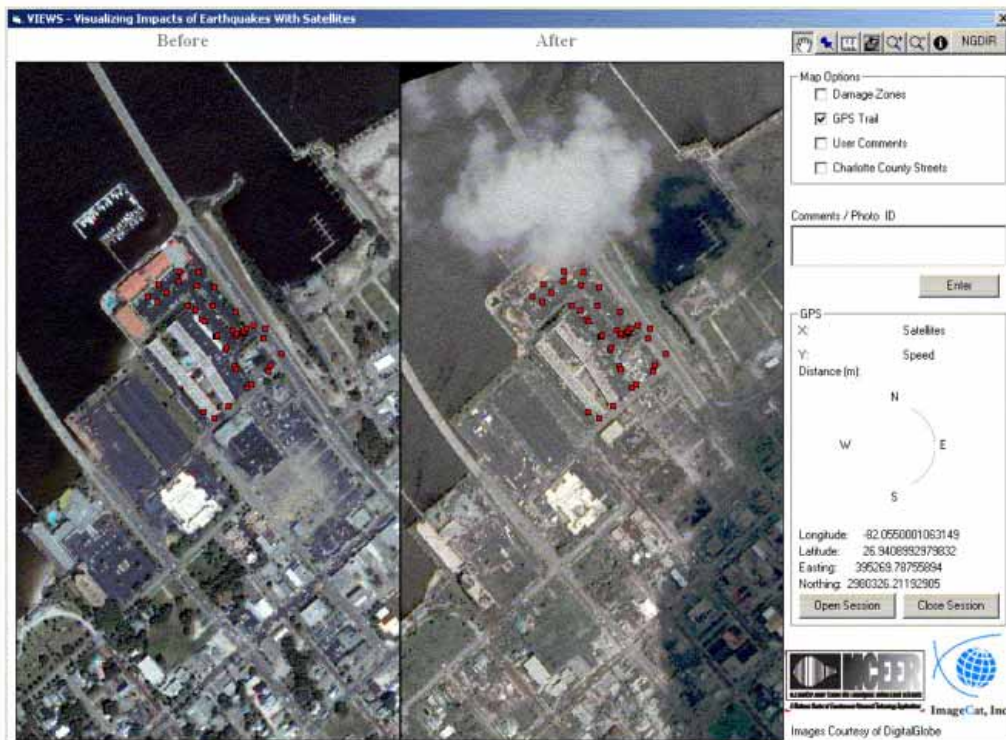 VIEWS - Visualizing Impacts of Earthquakes With Satellites
Before After
NGDIR
Map Options
Damage Zones
GPS Trail
User Comments
Charlotte County Streets
Comments / Photo ID
Enter
GPS
X: Satellites
Y: Speed
Distance (m):
N
W E
S
Longitude: -82.0550001063149
Latitude: 26.9408992979832
Easting: 395269.78755894
Northing: 2980326.21192905
Open Session Close Session
MCEER
ImageCat, Inc
Images Courtesy of DigitalGlobe